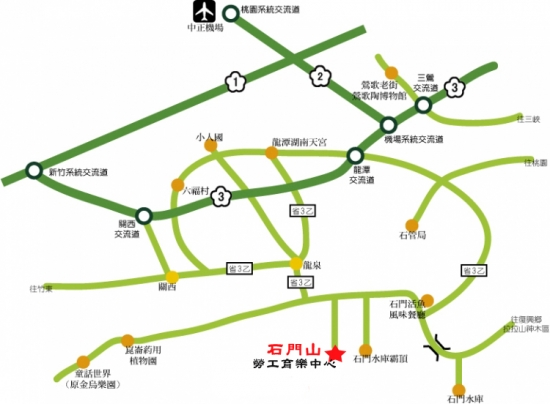 桃園系統交流道
中正機場
1
2
三鶯
交流道
3
鶯歌老街
鶯歌陶博物館
往三峽
機場系統交流道
小人國
龍潭湖南天宮
龍潭
交流道
往桃園
新竹系統交流道
六福村
3
關西
交流道
省3乙
石管局
龍泉
省3乙
省3乙
省3乙
關西
往竹東
石門活魚
風味餐廳
往復興鄉
拉拉山神木區
崑崙葯用
植物園
石門山
勞工育樂中心
石門水庫霸頂
童話世界
(原金鳥樂園)
石門水庫